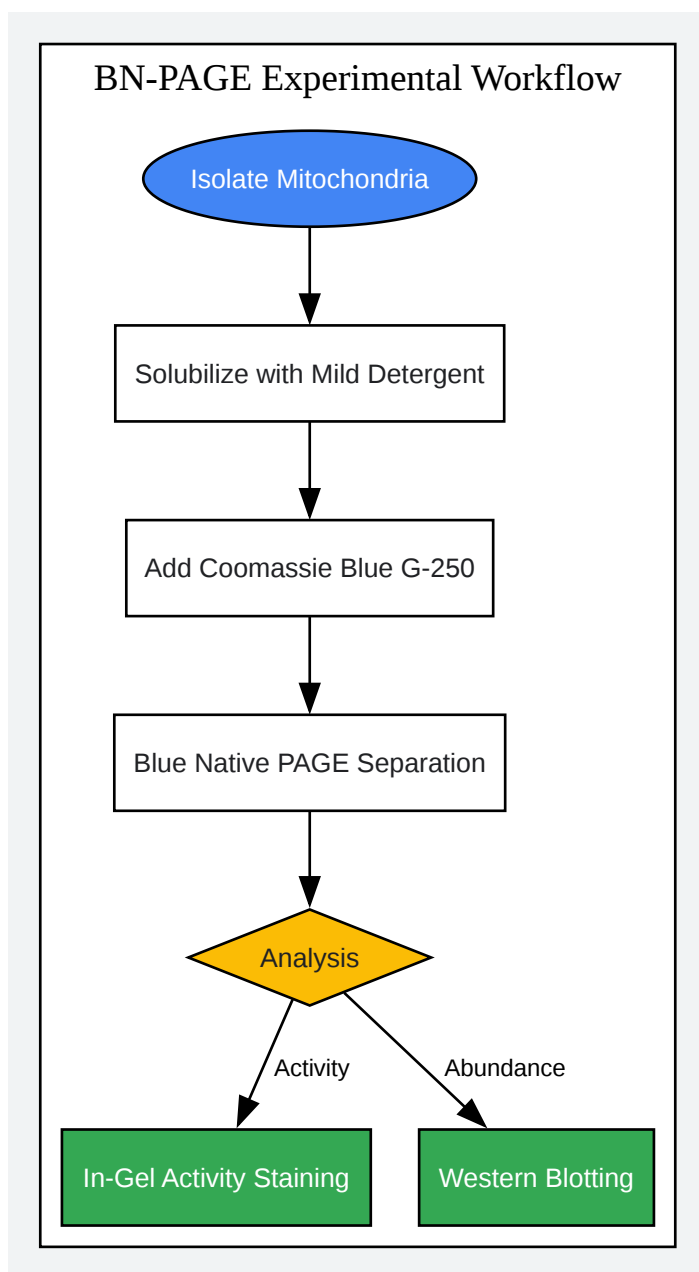 BN-PAGE Experimental Workflow
Isolate Mitochondria
Solubilize with Mild Detergent
Add Coomassie Blue G-250
Blue Native PAGE Separation
Analysis
Activity
Abundance
In-Gel Activity Staining
Western Blotting